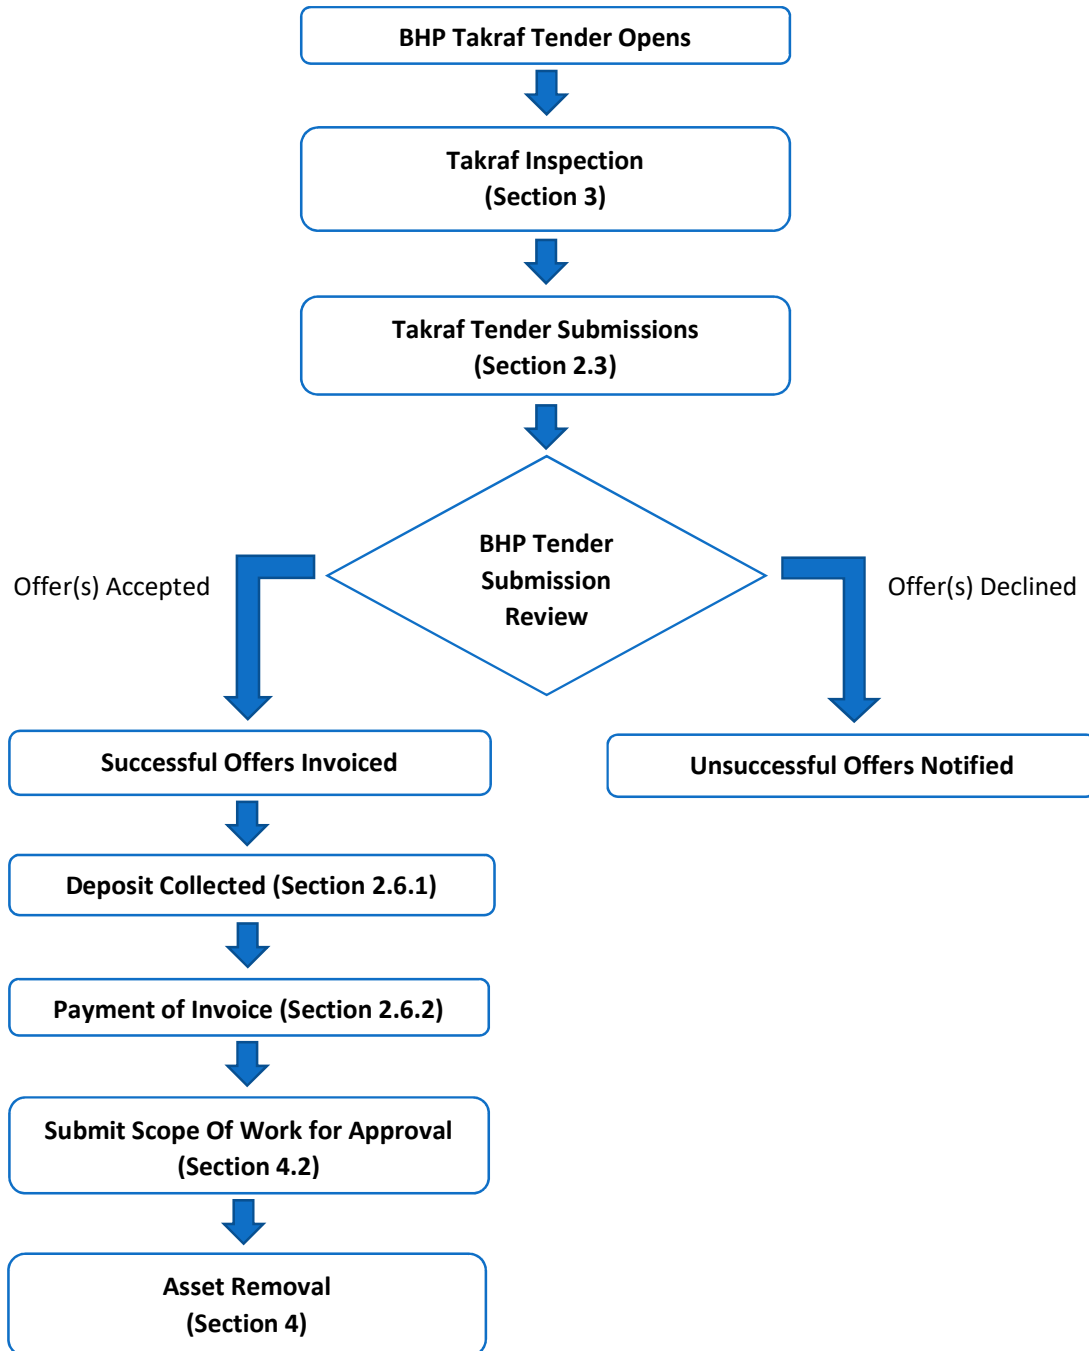 BHP Takraf Tender Opens
Takraf Inspection
(Section 3)
Takraf Tender Submissions
(Section 2.3)
BHP Tender
Submission
Review
Offer(s) Accepted
Offer(s) Declined
Successful Offers Invoiced
Unsuccessful Offers Notified
Deposit Collected (Section 2.6.1)
Payment of Invoice (Section 2.6.2)
Submit Scope Of Work for Approval
(Section 4.2)
Asset Removal
(Section 4)